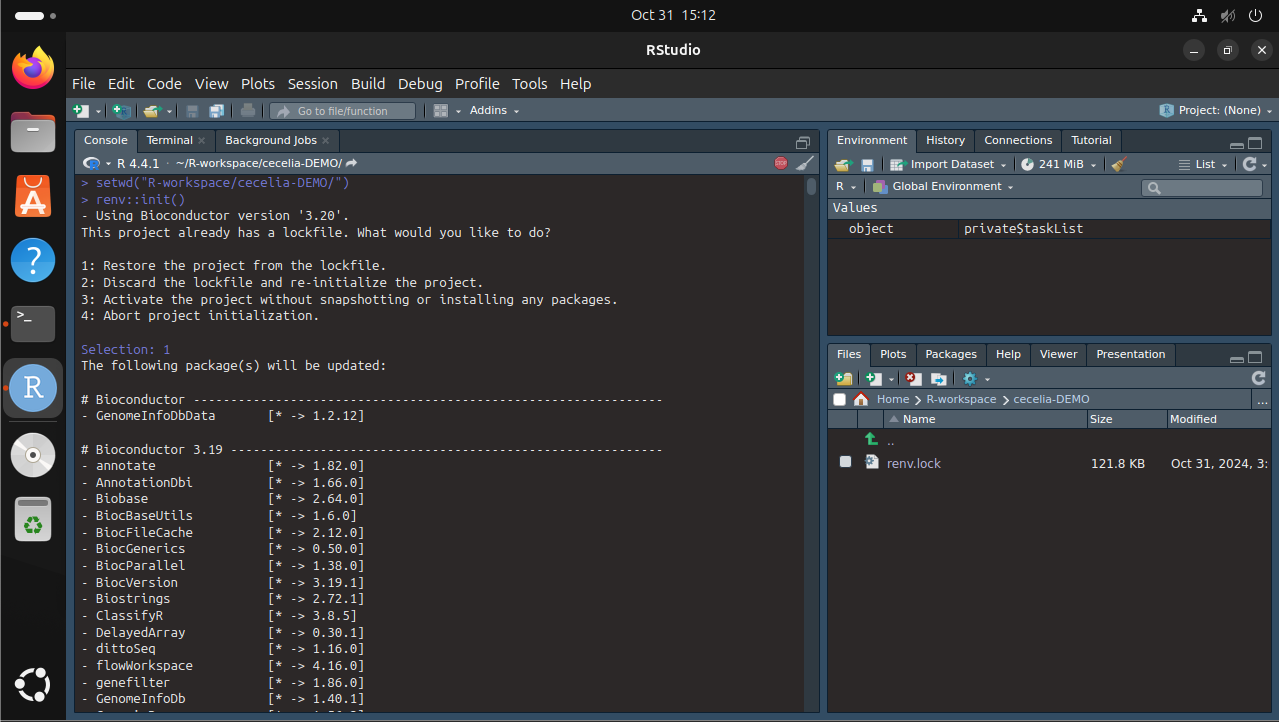 Oct 31 15:12
RStudio
File Edit Code View Plots Session Build Debug Profile Tools Help
Go to file/function
Addins
Project: (None)
Console Terminal Background Jobs
R 4.4.1 · ~/R-workspace/cecelia-DEMO/
> setwd("R-workspace/cecelia-DEMO/")
> renv::init()
- Using Bioconductor version '3.20'.
This project already has a lockfile. What would you like to do?
1: Restore the project from the lockfile.
2: Discard the lockfile and re-initialize the project.
3: Activate the project without snapshotting or installing any packages.
4: Abort project initialization.
Selection: 1
The following package(s) will be updated:
# Bioconductor ---------------------------------------------------------------
- GenomeInfoDbData [* -> 1.2.12]
# Bioconductor 3.19 ----------------------------------------------------------
- annotate [* -> 1.82.0]
- AnnotationDbi [* -> 1.66.0]
- Biobase [* -> 2.64.0]
- BiocBaseUtils [* -> 1.6.0]
- BiocFileCache [* -> 2.12.0]
- BiocGenerics [* -> 0.50.0]
- BiocParallel [* -> 1.38.0]
- BiocVersion [* -> 3.19.1]
- Biostrings [* -> 2.72.1]
- ClassifyR [* -> 3.8.5]
- DelayedArray [* -> 0.30.1]
- dittoSeq [* -> 1.16.0]
- flowWorkspace [* -> 4.16.0]
- genefilter [* -> 1.86.0]
- GenomeInfoDb [* -> 1.40.1]
Environment History Connections Tutorial
Import Dataset 241 MiB List
R Global Environment
Values
object private$taskList
Files Plots Packages Help Viewer Presentation
Home R-workspace cecelia-DEMO ...
Name Size Modified
..
renv.lock 121.8 KB Oct 31, 2024, 3: